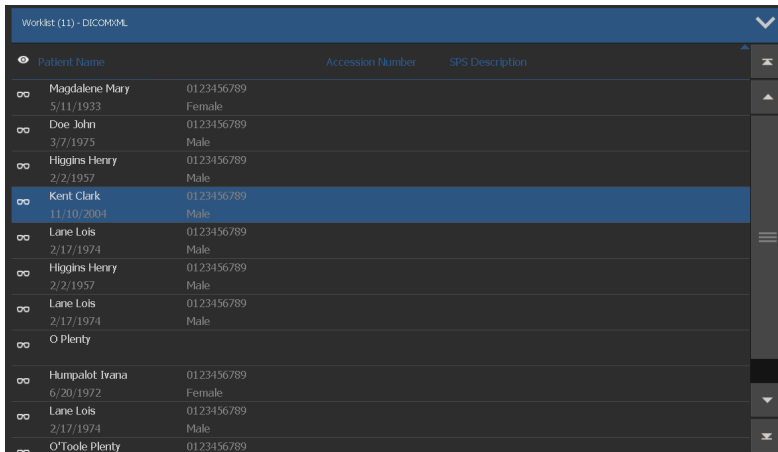 Worklist (11) - DICOMXML
Patient Name Accession Number SPS Description
Magdalene Mary 0123456789
5/11/1933 Female
Doe John 0123456789
3/7/1975 Male
Higgins Henry 0123456789
2/2/1957 Male
Kent Clark 0123456789
11/10/2004 Male
Lane Lois 0123456789
2/17/1974 Male
Higgins Henry 0123456789
2/2/1957 Male
Lane Lois 0123456789
2/17/1974 Male
O Plenty
Humpalot Ivana 0123456789
6/20/1972 Female
Lane Lois 0123456789
2/17/1974 Male
O'Toole Plenty 0123456789